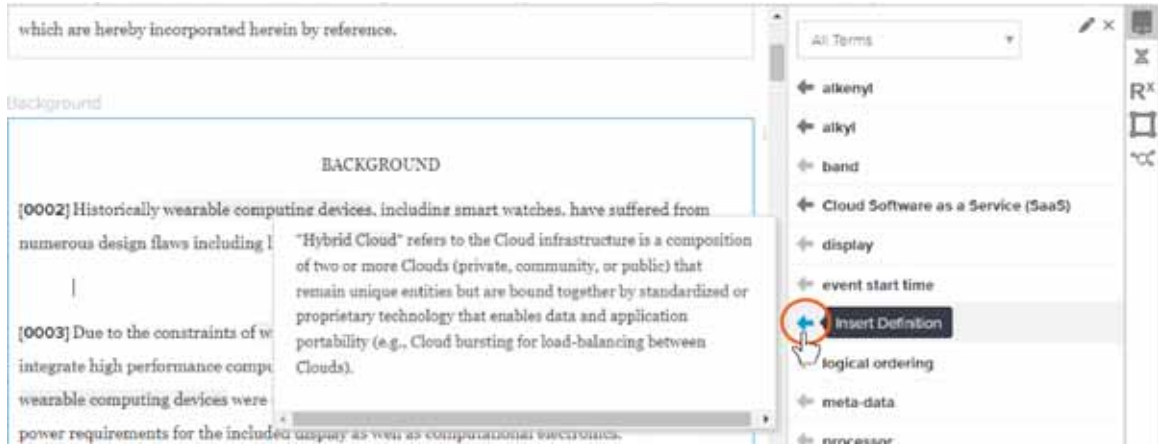 which are hereby incorporated herein by reference.
Background
BACKGROUND
[0002] Historically wearable computing devices, including smart watches, have suffered from
numerous design flaws including
[0003] Due to the constraints of
integrate high performance
wearable computing devices were
power requirements for the included display as well as computational electronics.
"Hybrid Cloud" refers to the Cloud infrastructure is a composition
of two or more Clouds (private, community, or public) that
remain unique entities but are bound together by standardized or
proprietary technology that enables data and application
portability (e.g., Cloud bursting for load-balancing between
Clouds).
All Terms
alkenyl
alkyl
band
Cloud Software as a Service (SaaS)
display
event start time
Insert Definition
logical ordering
meta-data
processor
Rx